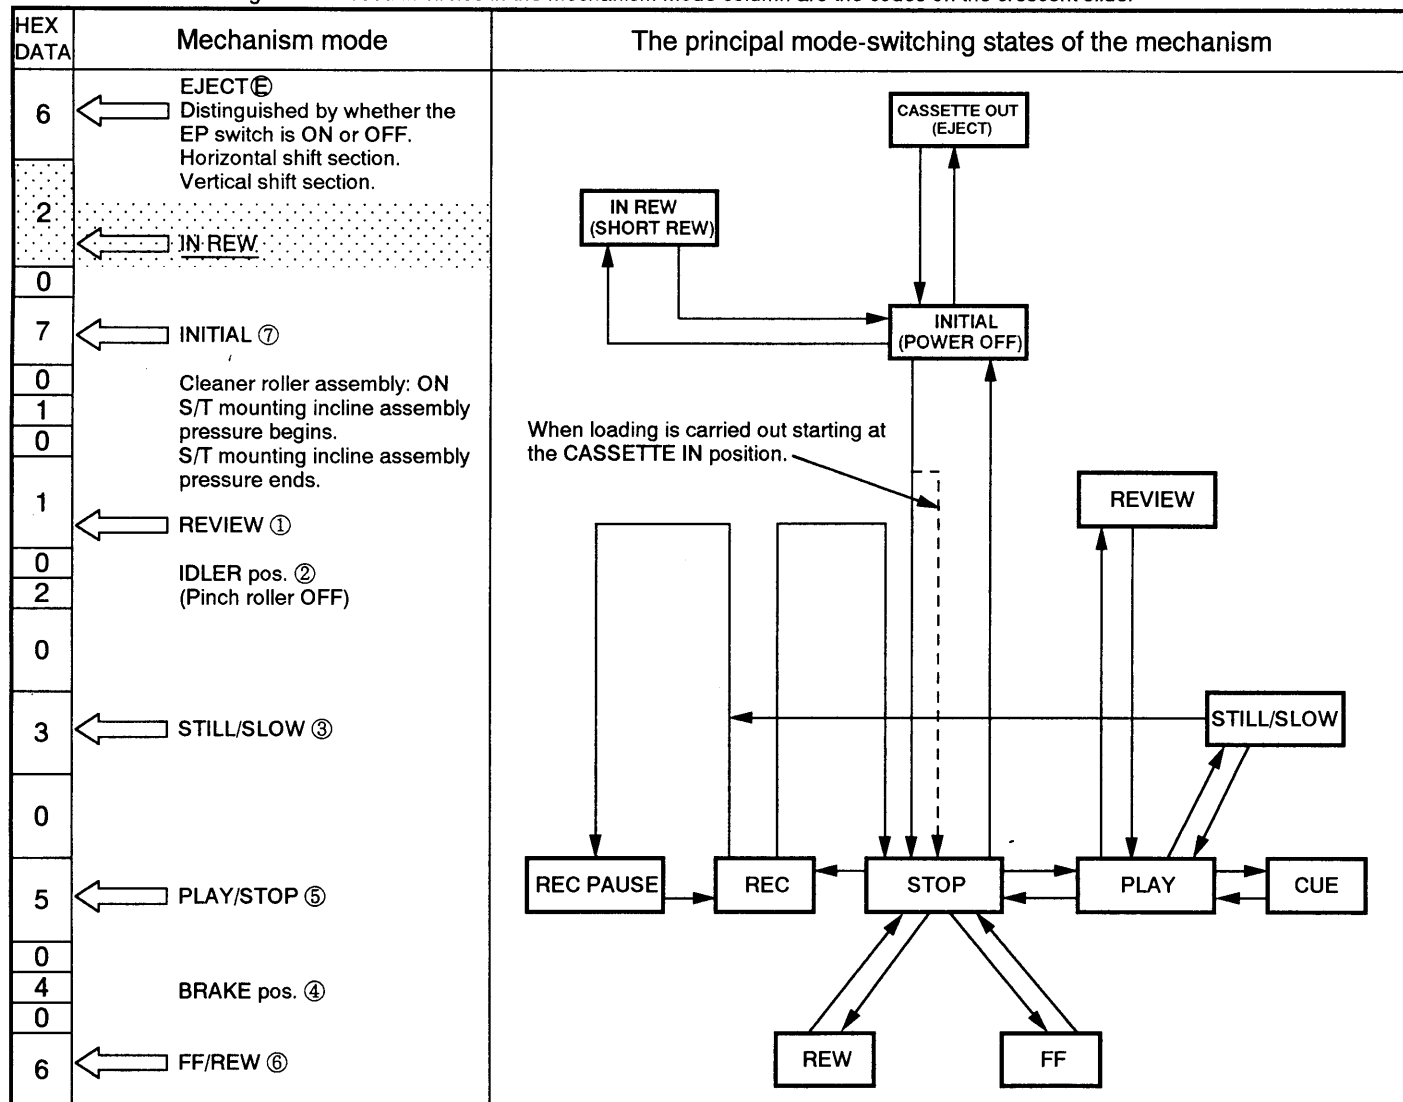 HEX
DATA
Mechanism mode
The principal mode-switching states of the mechanism
6
EJECT Ⓔ
Distinguished by whether the
EP switch is ON or OFF.
Horizontal shift section.
Vertical shift section.
2
IN REW
0
7
INITIAL ⑦
0
Cleaner roller assembly: ON
1
S/T mounting incline assembly
pressure begins.
0
S/T mounting incline assembly
pressure ends.
1
REVIEW ①
0
IDLER pos. ②
2
(Pinch roller OFF)
0
3
STILL/SLOW ③
0
5
PLAY/STOP ⑤
0
4
BRAKE pos. ④
0
6
FF/REW ⑥
CASSETTE OUT
(EJECT)
IN REW
(SHORT REW)
INITIAL
(POWER OFF)
When loading is carried out starting at
the CASSETTE IN position.
REVIEW
STILL/SLOW
REC PAUSE
REC
STOP
PLAY
CUE
REW
FF